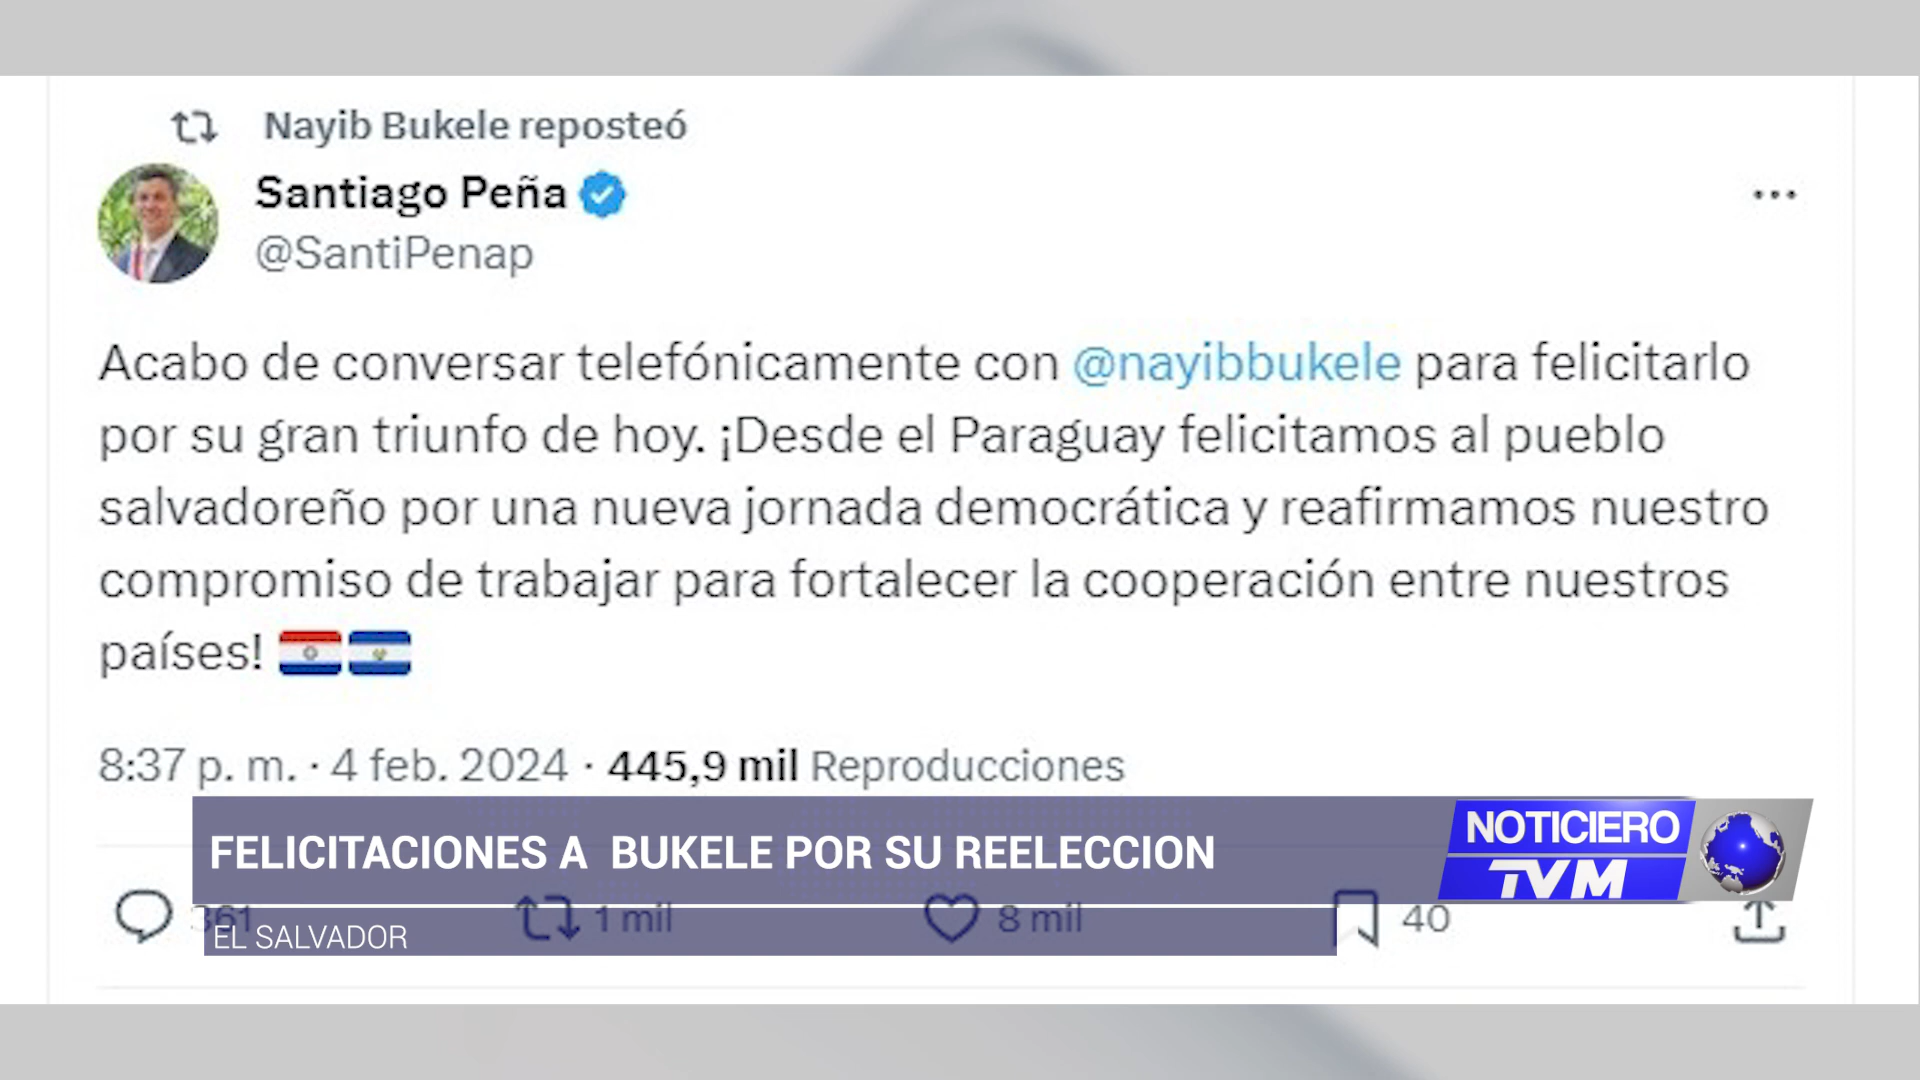 Nayib Bukele reposteó
Santiago Peña
@SantiPenap
Acabo de conversar telefónicamente con @nayibbukele para felicitarlo
por su gran triunfo de hoy. ¡Desde el Paraguay felicitamos al pueblo
salvadoreño por una nueva jornada democrática y reafirmamos nuestro
compromiso de trabajar para fortalecer la cooperación entre nuestros
países!
8:37 p. m. · 4 feb. 2024 · 445,9 mil Reproducciones
FELICITACIONES A BUKELE POR SU REELECCION
NOTICIERO
TVM
361 1 mil 8 mil 40
EL SALVADOR